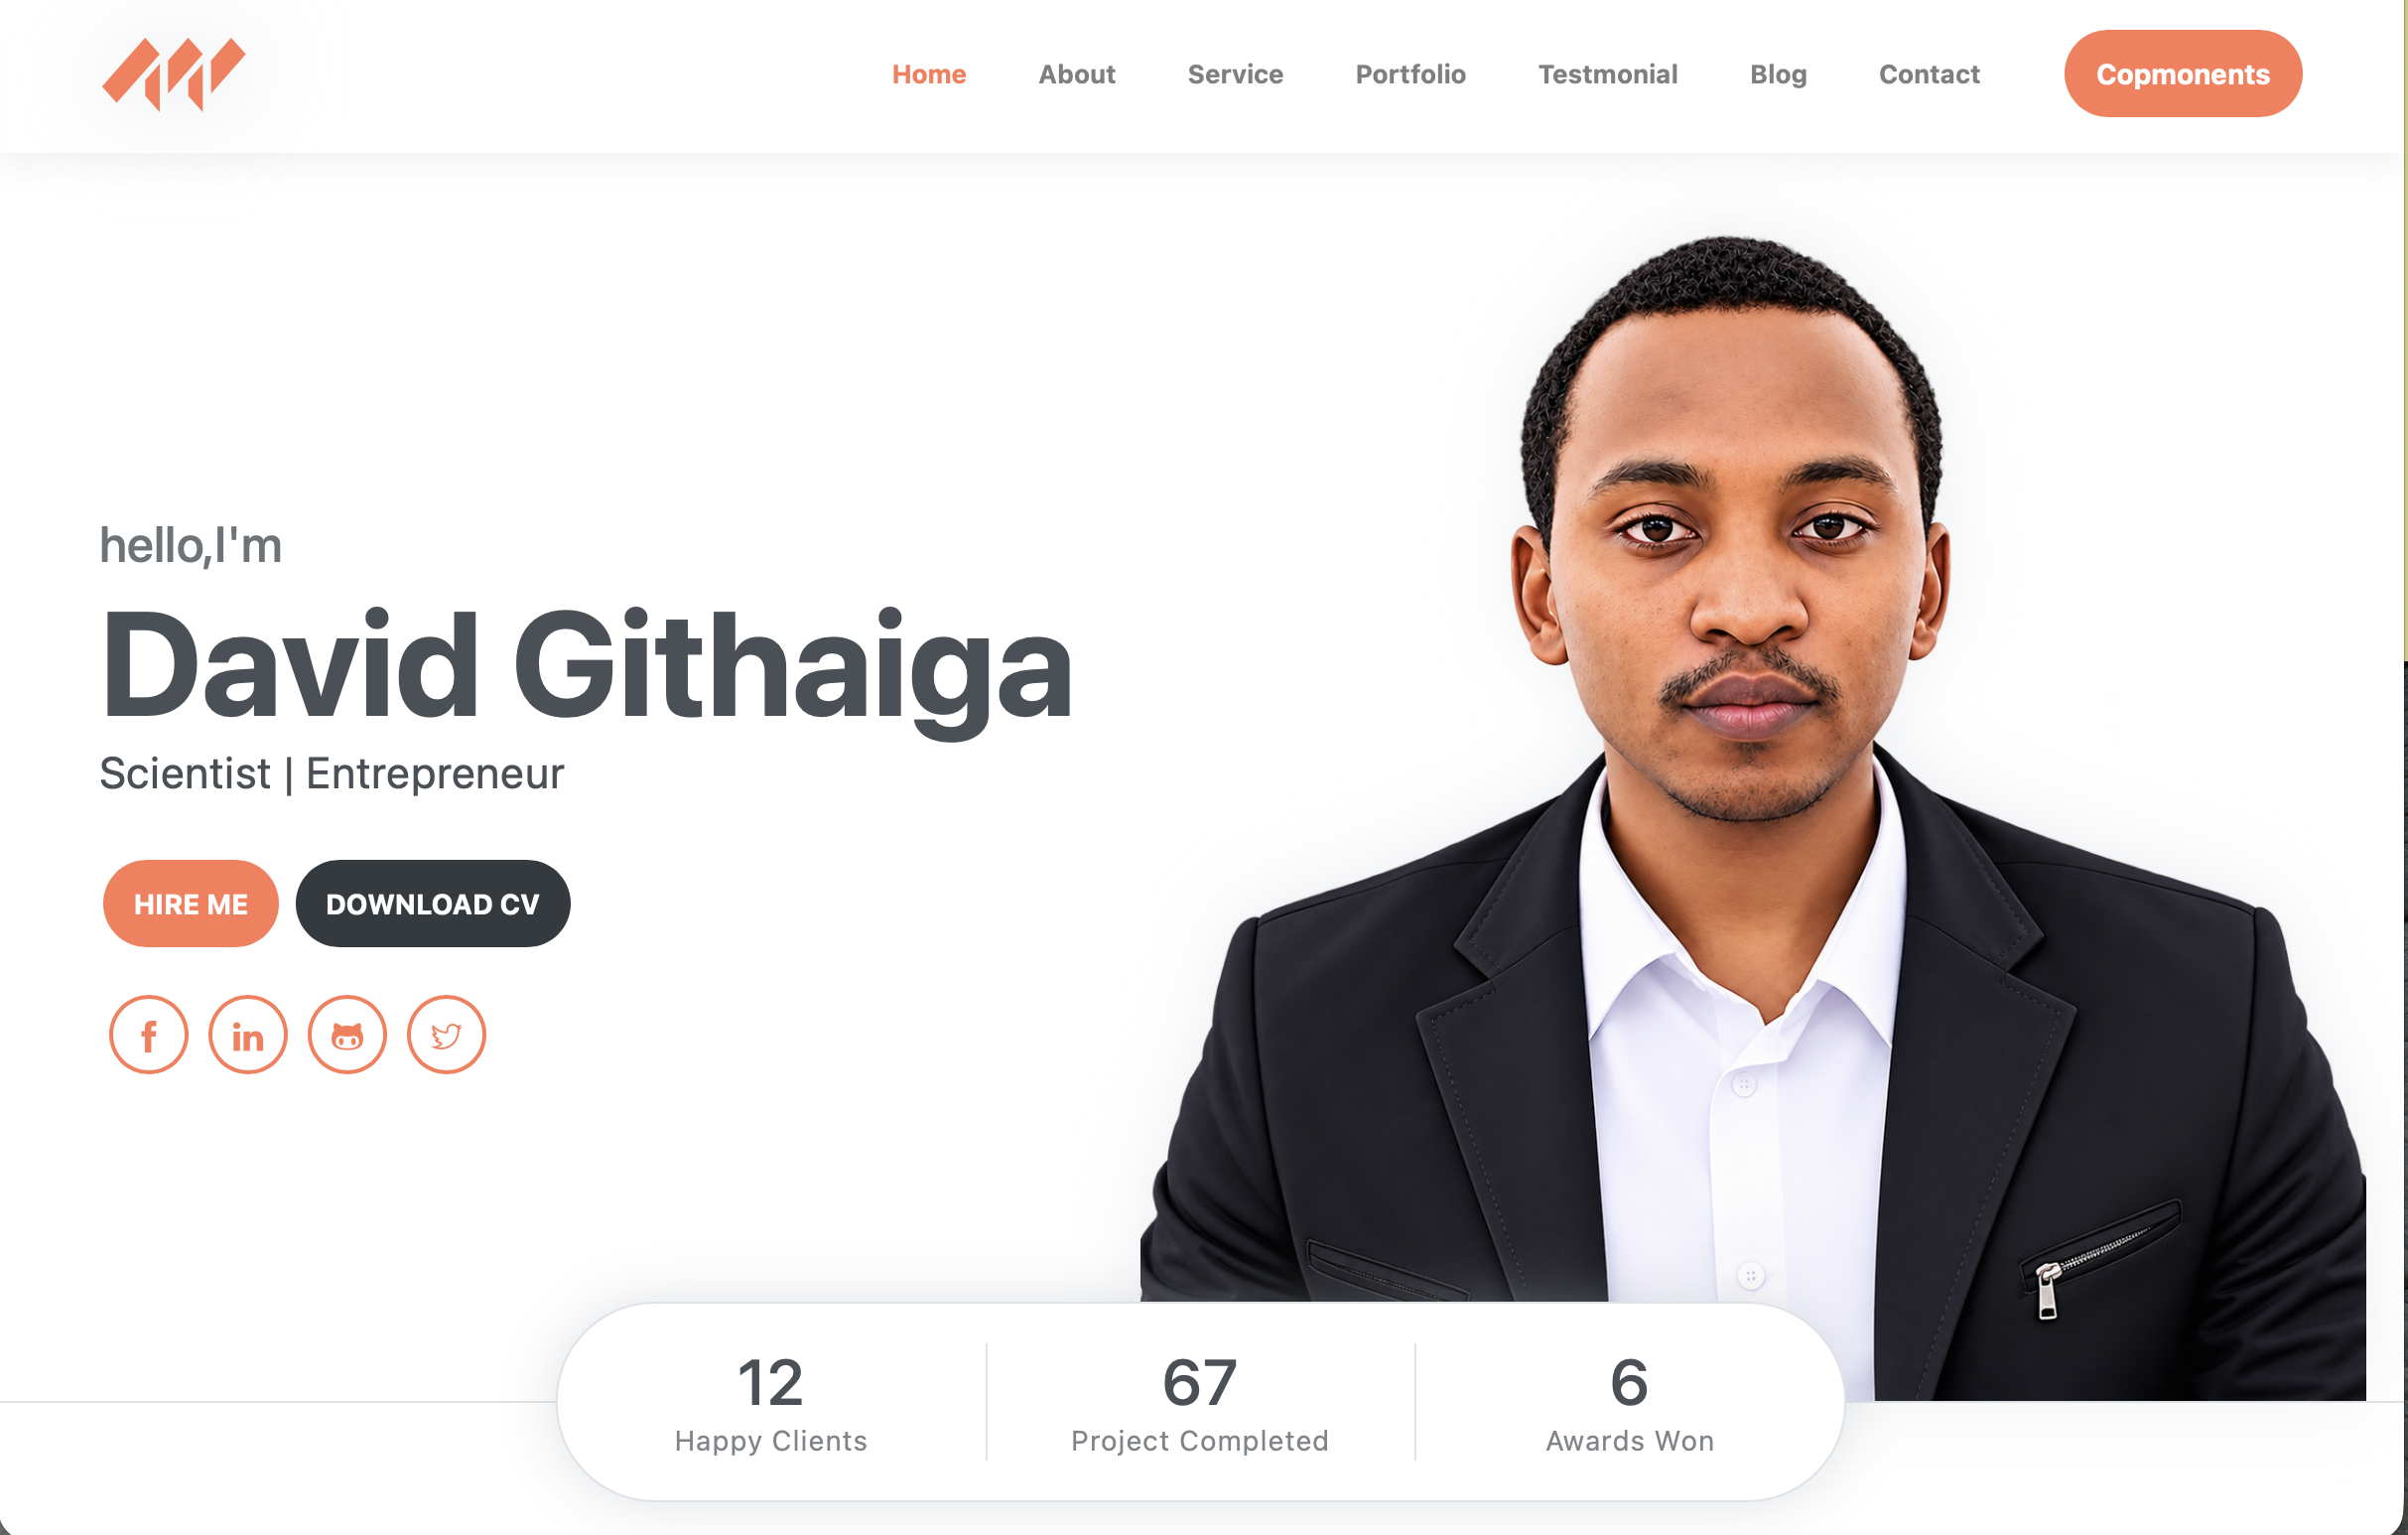 Home About Service Portfolio Testmonial Blog Contact Copmonents
hello,I'm
David Githaiga
Scientist | Entrepreneur
HIRE ME DOWNLOAD CV
12 67 6
Happy Clients Project Completed Awards Won